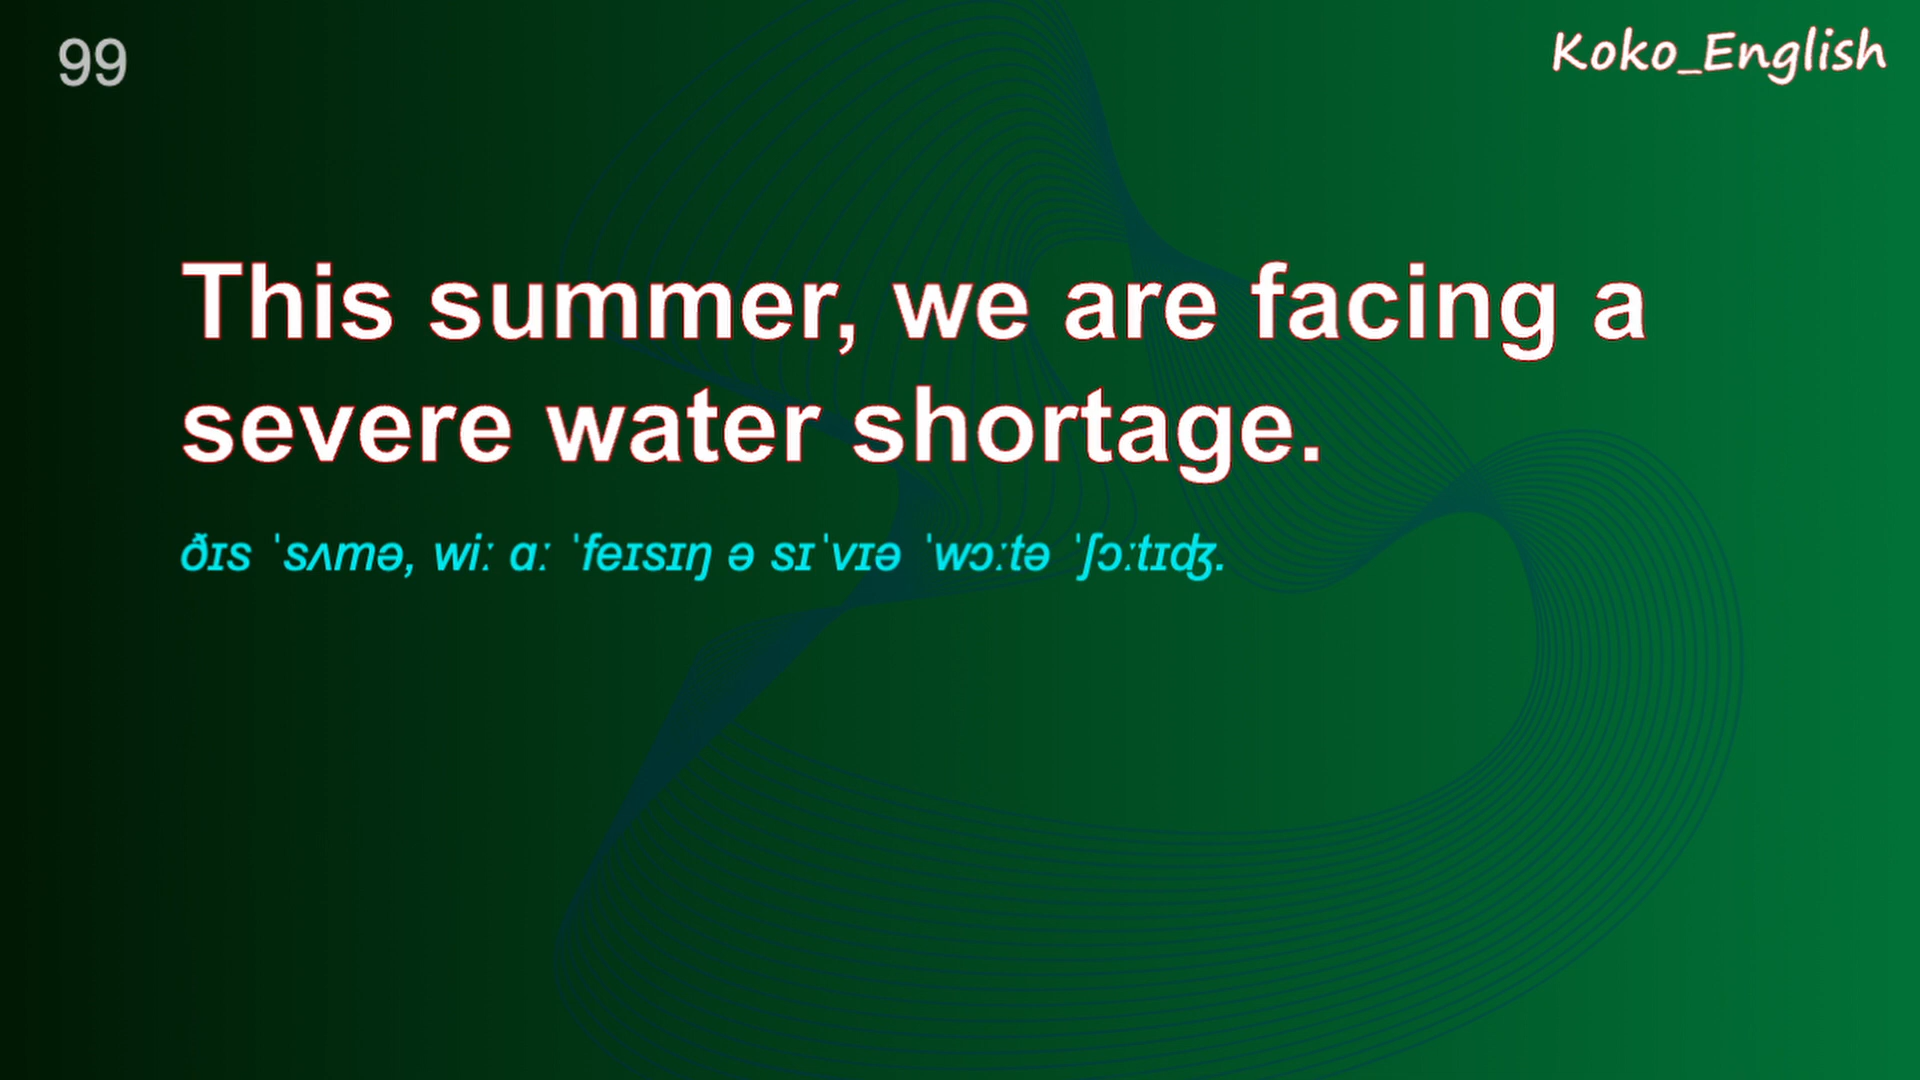 99
Koko_English
This summer, we are facing a
severe water shortage.
ðɪs ˈsʌmə, wiː ɑː ˈfeɪsɪŋ ə sɪˈvɪə ˈwɔːtə ˈʃɔːtɪʤ.